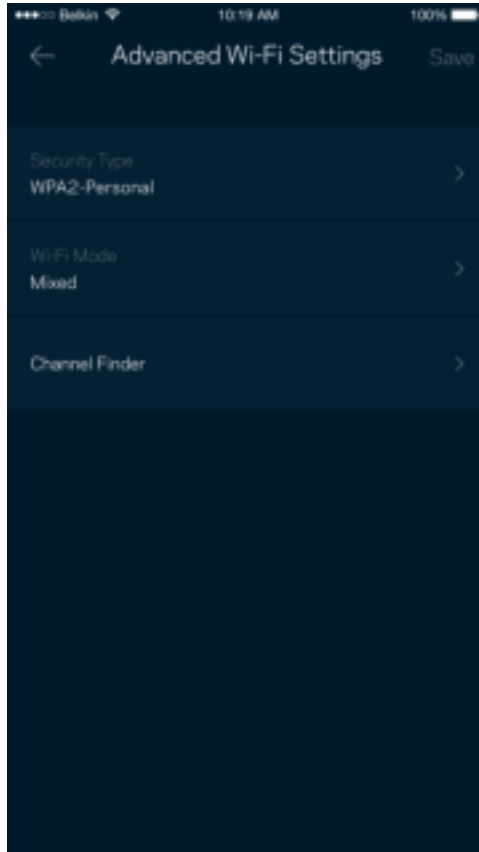 Belkin 10:19 AM 100%
Advanced Wi-Fi Settings Save
Security Type
WPA2-Personal
Wi-Fi Mode
Mixed
Channel Finder